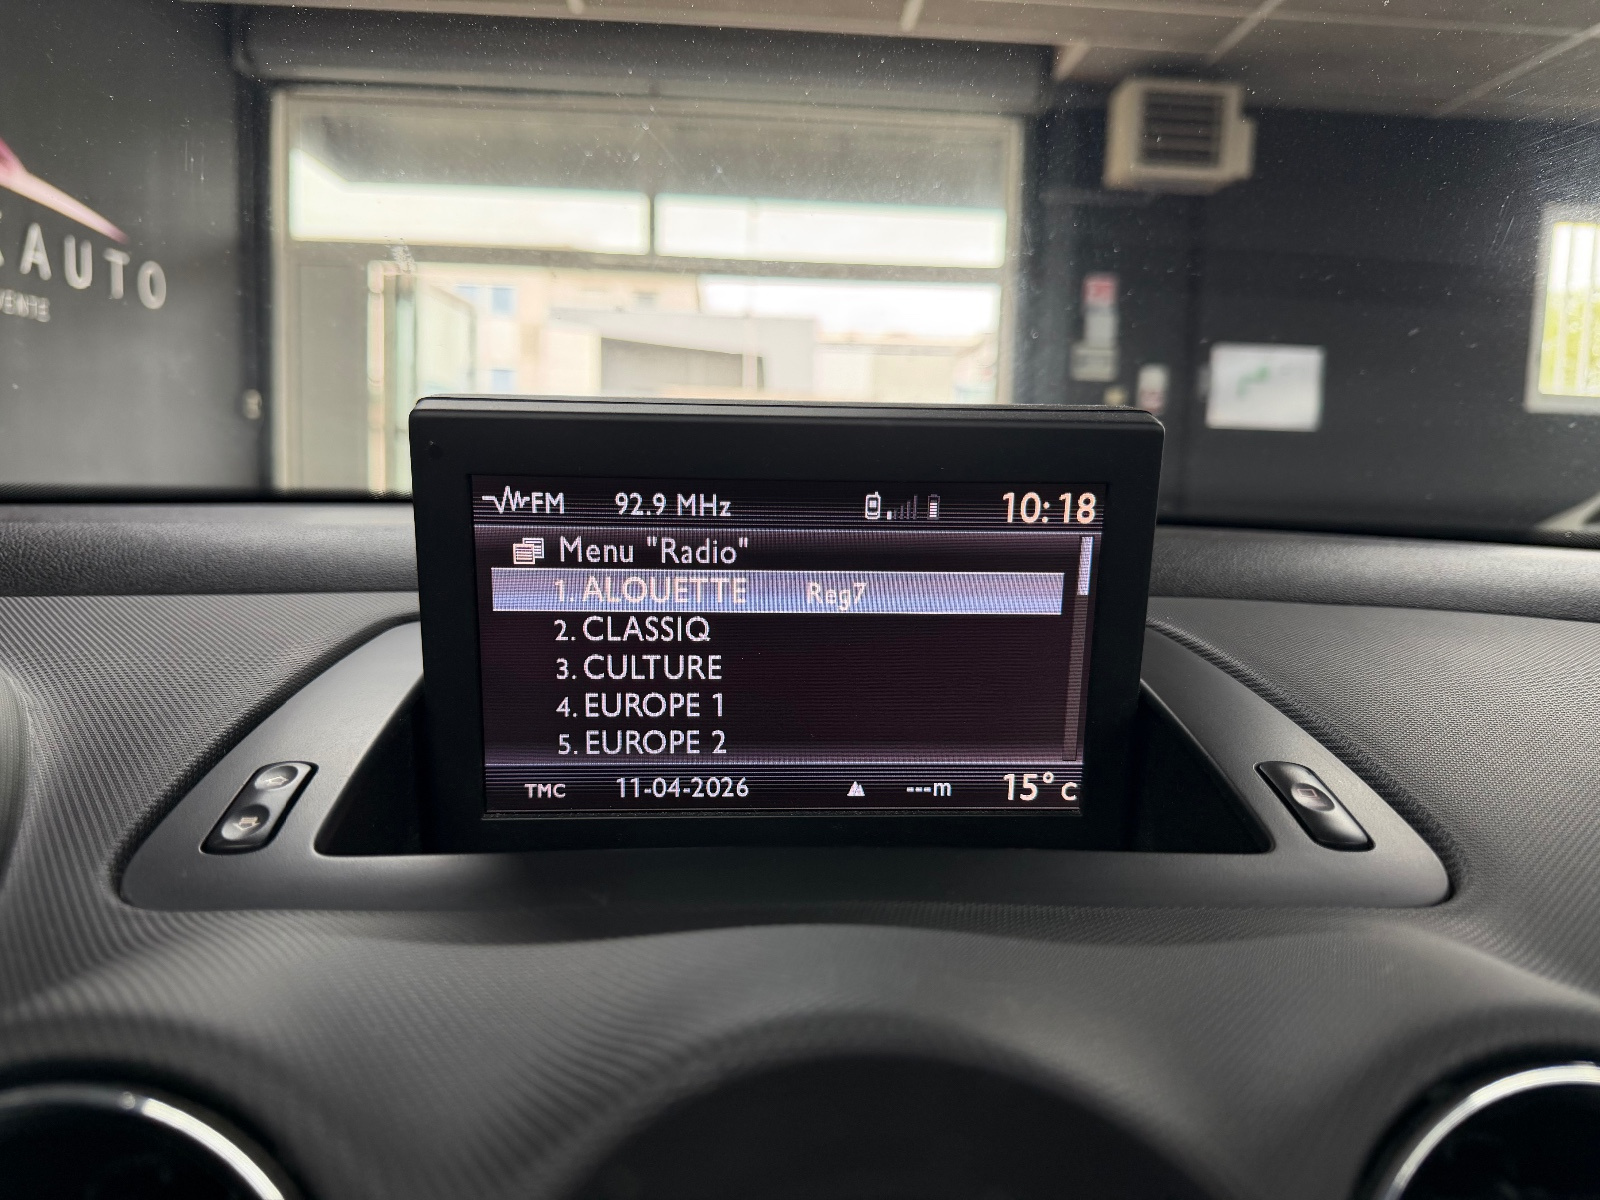 AUTO
FM 92.9 MHz 10:18
Menu "Radio"
1. ALOUETTE Reg7
2. CLASSIQ
3. CULTURE
4. EUROPE 1
5. EUROPE 2
TMC 11-04-2026 ---m 15°C